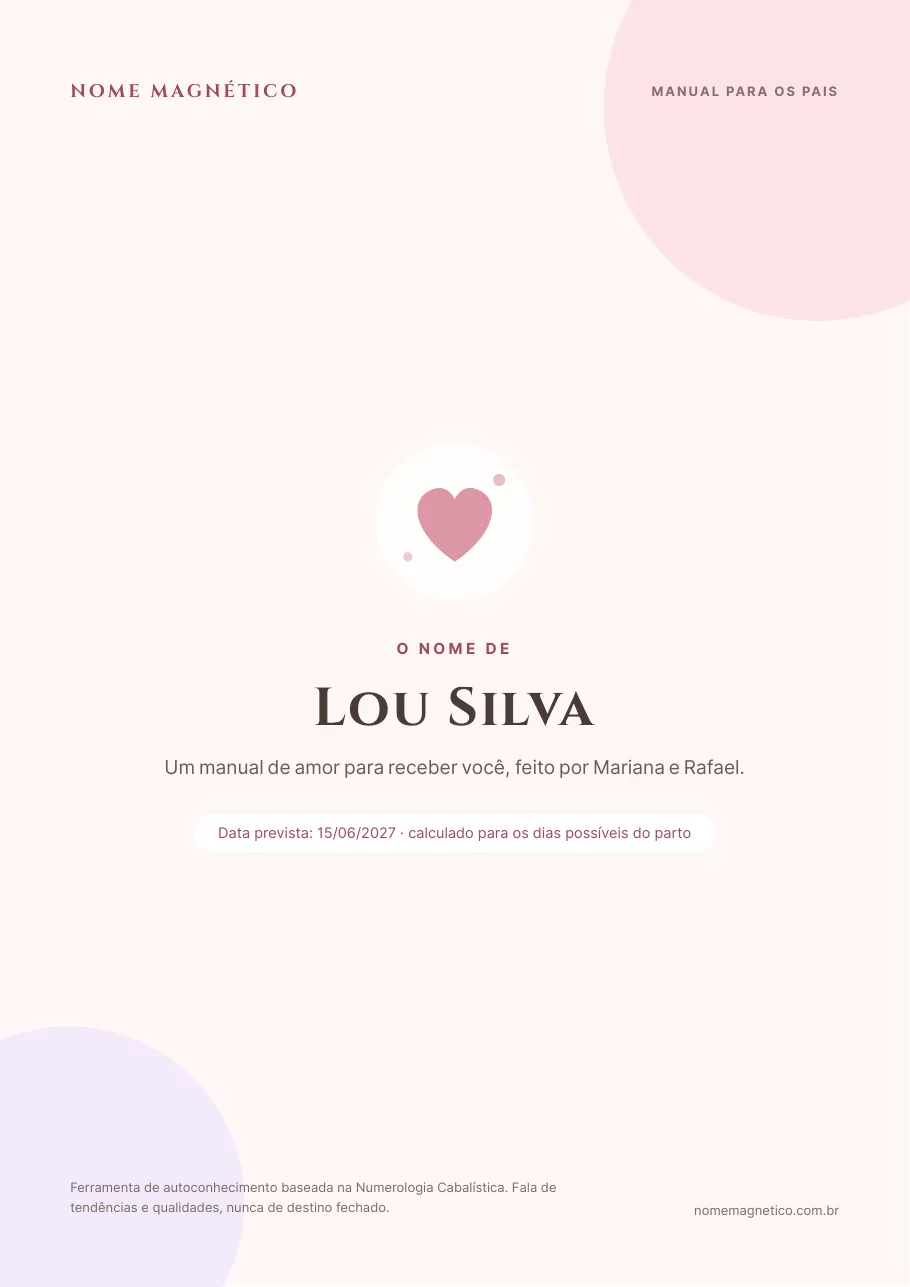 NOME MAGNÉTICO
MANUAL PARA OS PAIS
O NOME DE
Lou Silva
Um manual de amor para receber você, feito por Mariana e Rafael.
Data prevista: 15/06/2027 · calculado para os dias possíveis do parto
Ferramenta de autoconhecimento baseada na Numerologia Cabalística. Fala de
tendências e qualidades, nunca de destino fechado.
nomemagnetico.com.br